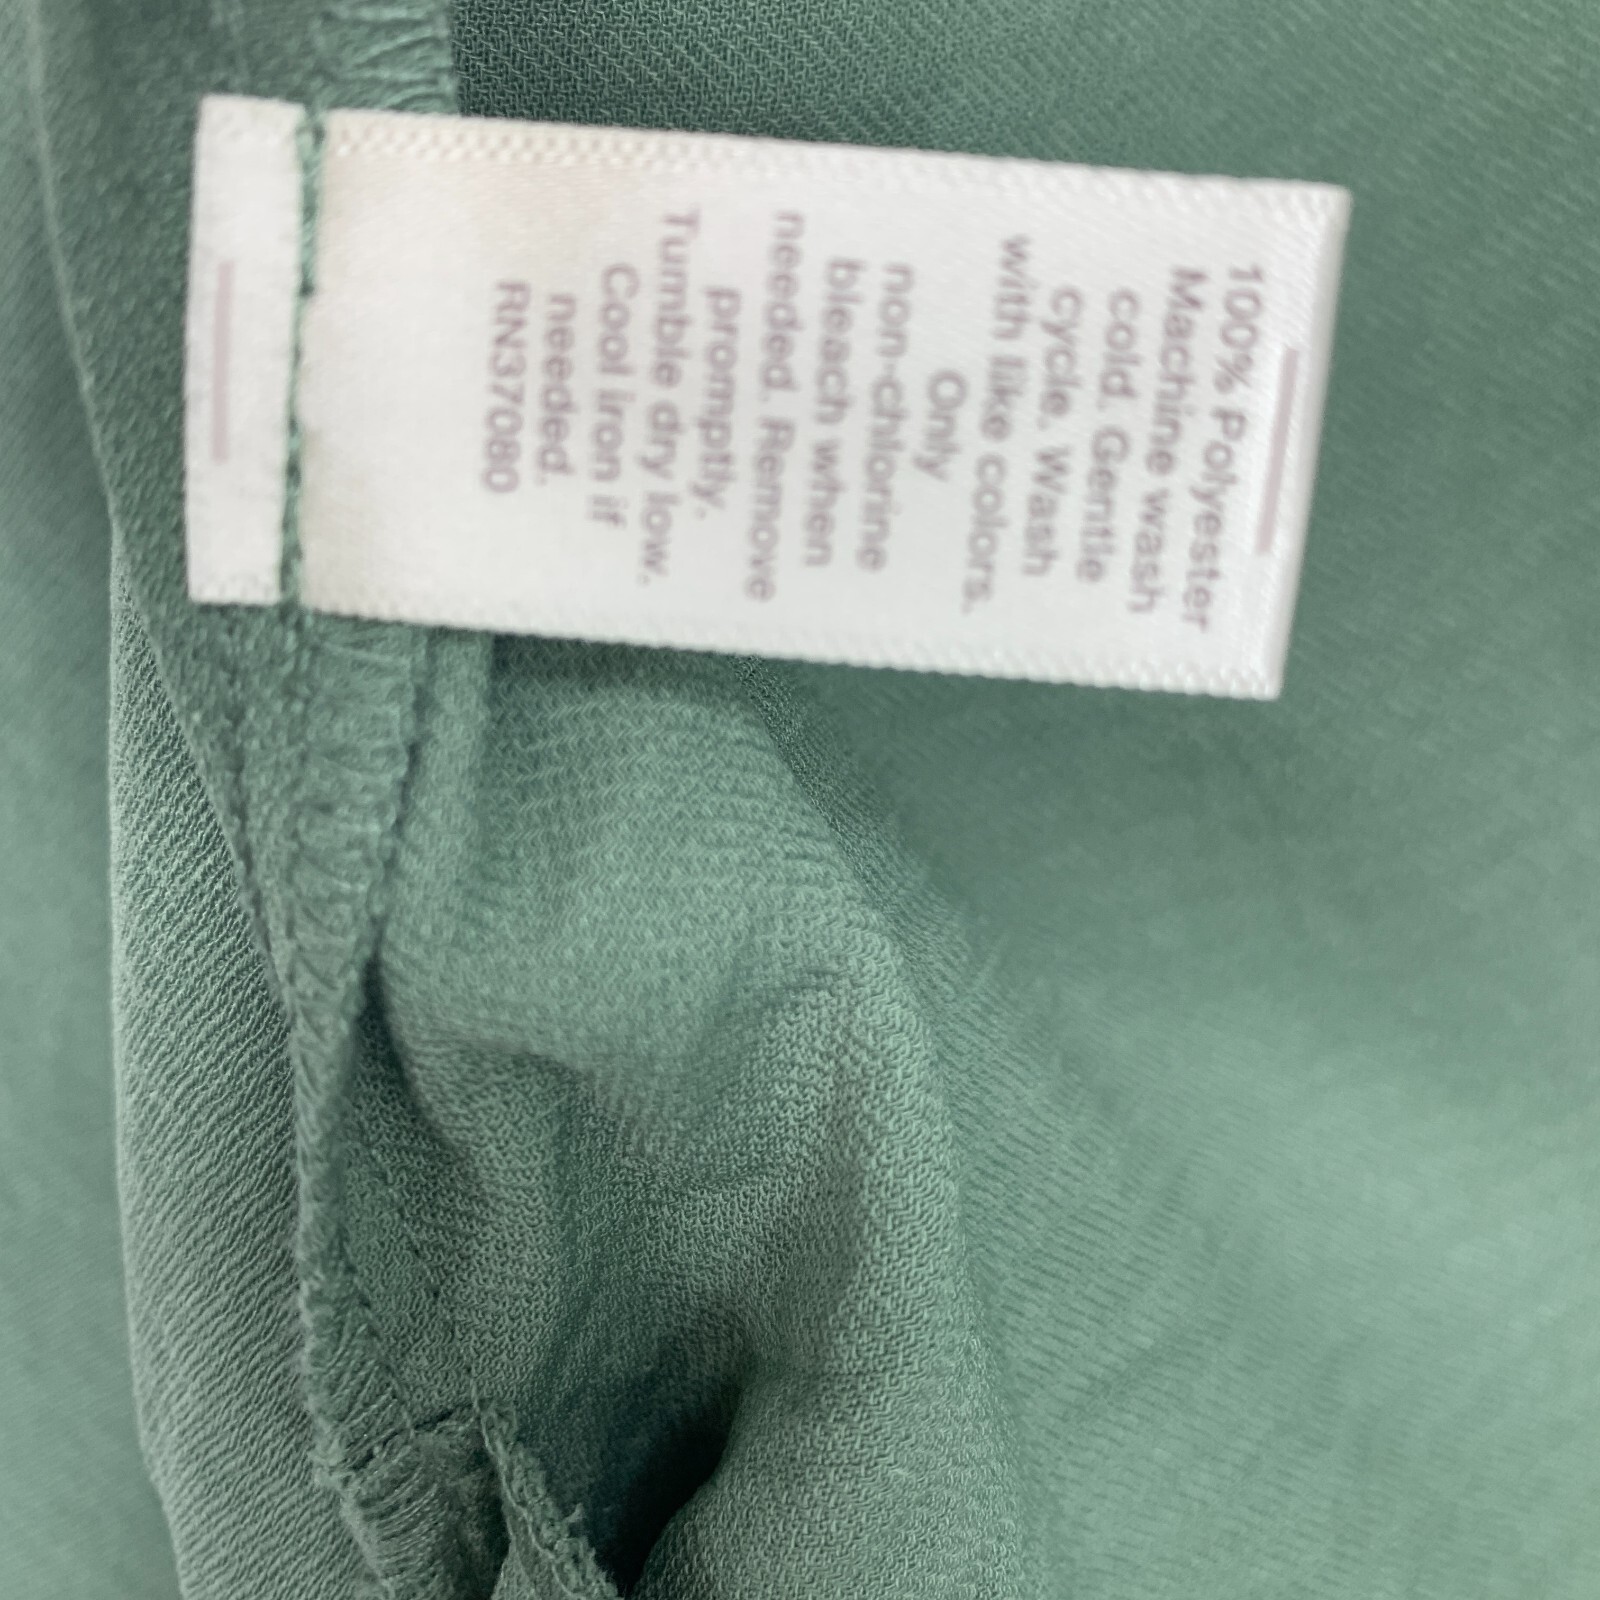 100% Polyester
Machine wash
cold. Gentle
cycle. Wash
with like colors.
Only
non-chlorine
bleach when
needed. Remove
promptly.
Tumble dry low.
Cool iron if
needed.
RN37080